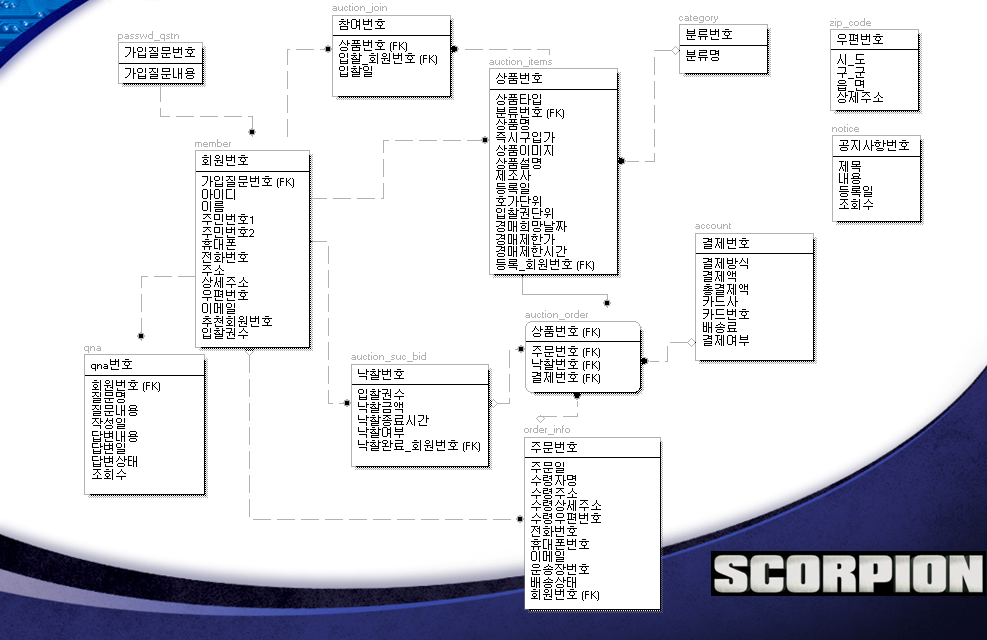 passwd_qstn
가입질문번호
가입질문내용
auction_join
참여번호
상품번호 (FK)
입찰_회원번호 (FK)
입찰일
auction_items
상품번호
상품타입
분류번호 (FK)
상품명
즉시구입가
상품이미지
상품설명
제조사
등록일
호가단위
입찰권단위
경매희망날짜
경매제한가
경매제한시간
등록_회원번호 (FK)
category
분류번호
분류명
zip_code
우편번호
시_도
구_군
읍_면
상제주소
notice
공지사항번호
제목
내용
등록일
조회수
member
회원번호
가입질문번호 (FK)
아이디
이름
주민번호1
주민번호2
휴대폰
전화번호
주소
상세주소
우편번호
이메일
추천회원번호
입찰권수
account
결제번호
결제방식
결제액
총결제액
카드사
카드번호
배송료
결제여부
auction_order
상품번호 (FK)
주문번호 (FK)
낙찰번호 (FK)
결제번호 (FK)
qna
qna번호
회원번호 (FK)
질문명
질문내용
작성일
답변내용
답변일
답변상태
조회수
auction_suc_bid
낙찰번호
입찰권수
낙찰금액
낙찰종료시간
낙찰여부
낙찰완료_회원번호 (FK)
order_info
주문번호
주문일
수령자명
수령주소
수령상세주소
수령우편번호
전화번호
휴대폰번호
이메일
운송장번호
배송상태
회원번호 (FK)
SCORPION